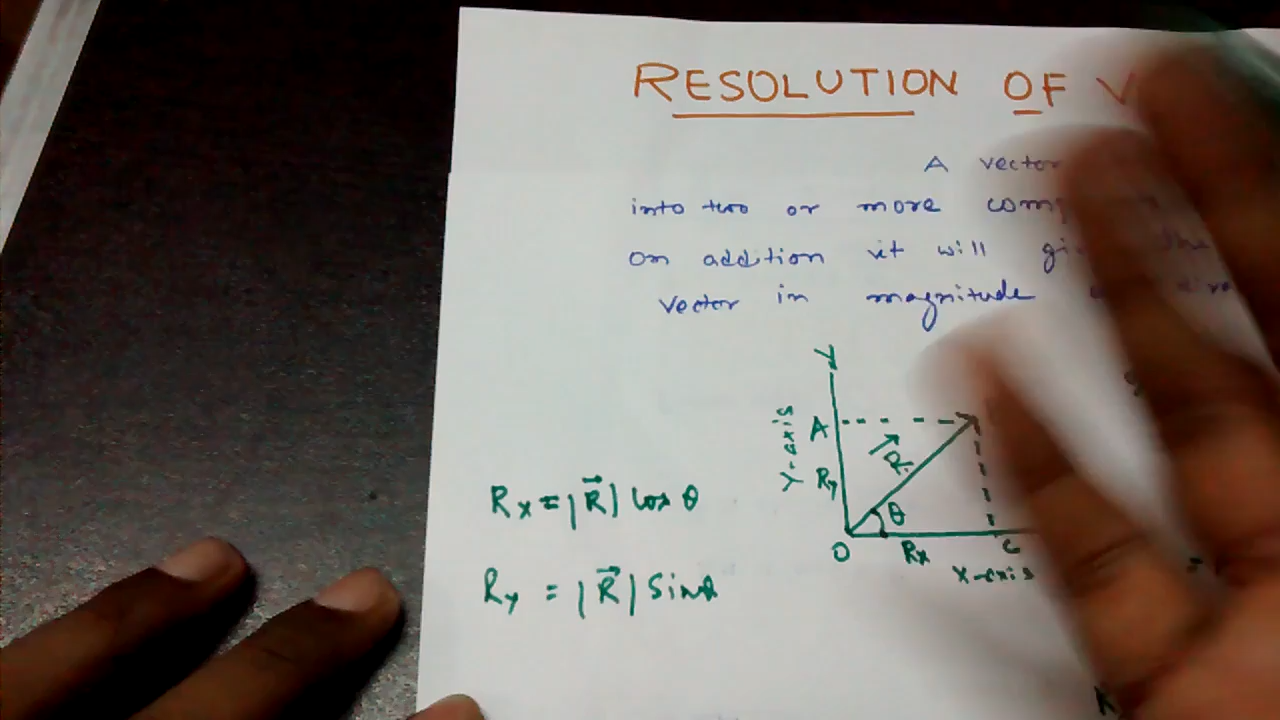 RESOLUTION OF
A vector
into two or more
on addition it will
vector in magnitude
Y
Y-axis
A
R
Ry
θ
O
Rx
C
X-axis
Rx = |R⃗| cos θ
Ry = |R⃗| Sinθ